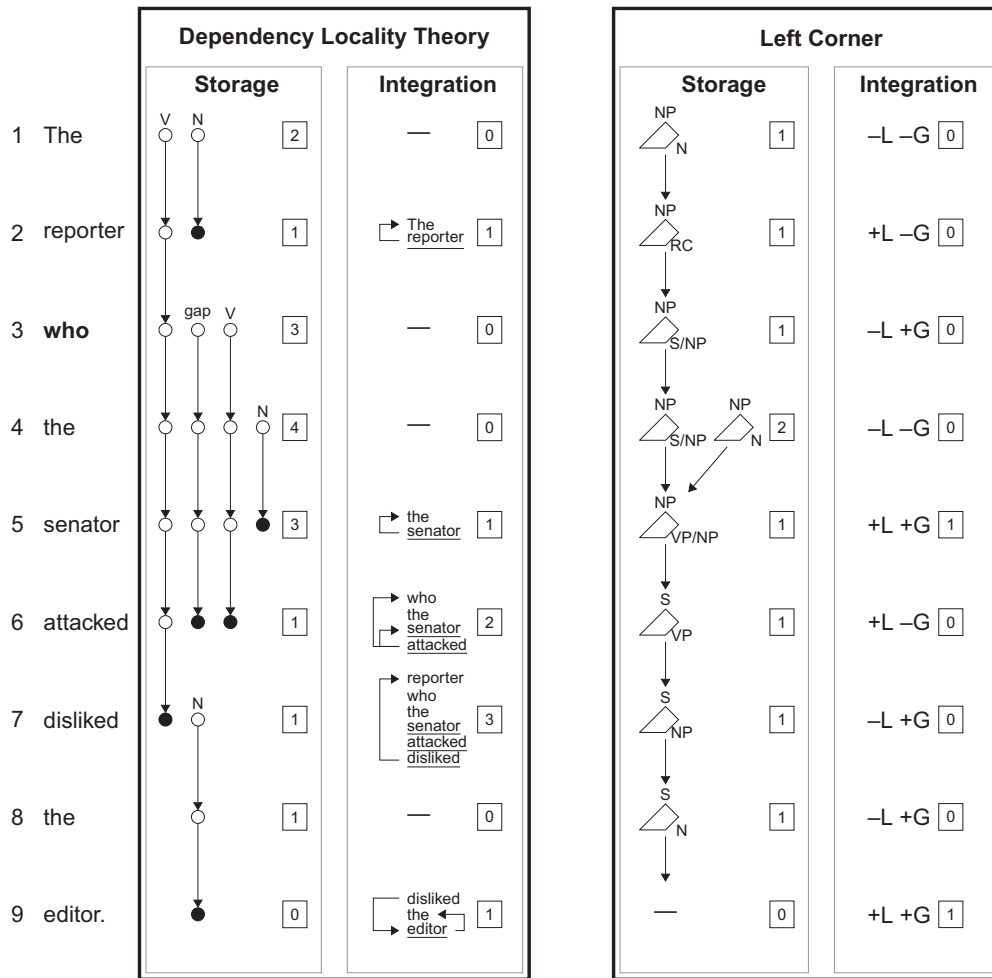 Dependency Locality Theory Left Corner
Storage Integration Storage Integration
V N NP
1 The 2 — 0 N 1 –L –G 0
The NP
2 reporter 1 reporter 1 RC 1 +L –G 0
gap V NP
3 who 3 — 0 S/NP 1 –L +G 0
N NP NP
4 the 4 — 0 S/NP N 2 –L –G 0
the NP
5 senator 3 senator 1 VP/NP 1 +L +G 1
who
the S
6 attacked 1 senator 2 VP 1 +L –G 0
attacked
reporter
who
N the S
7 disliked 1 senator 3 NP 1 –L +G 0
attacked
disliked
S
8 the 1 — 0 N 1 –L +G 0
disliked
9 editor. 0 the 1 — 0 +L +G 1
editor